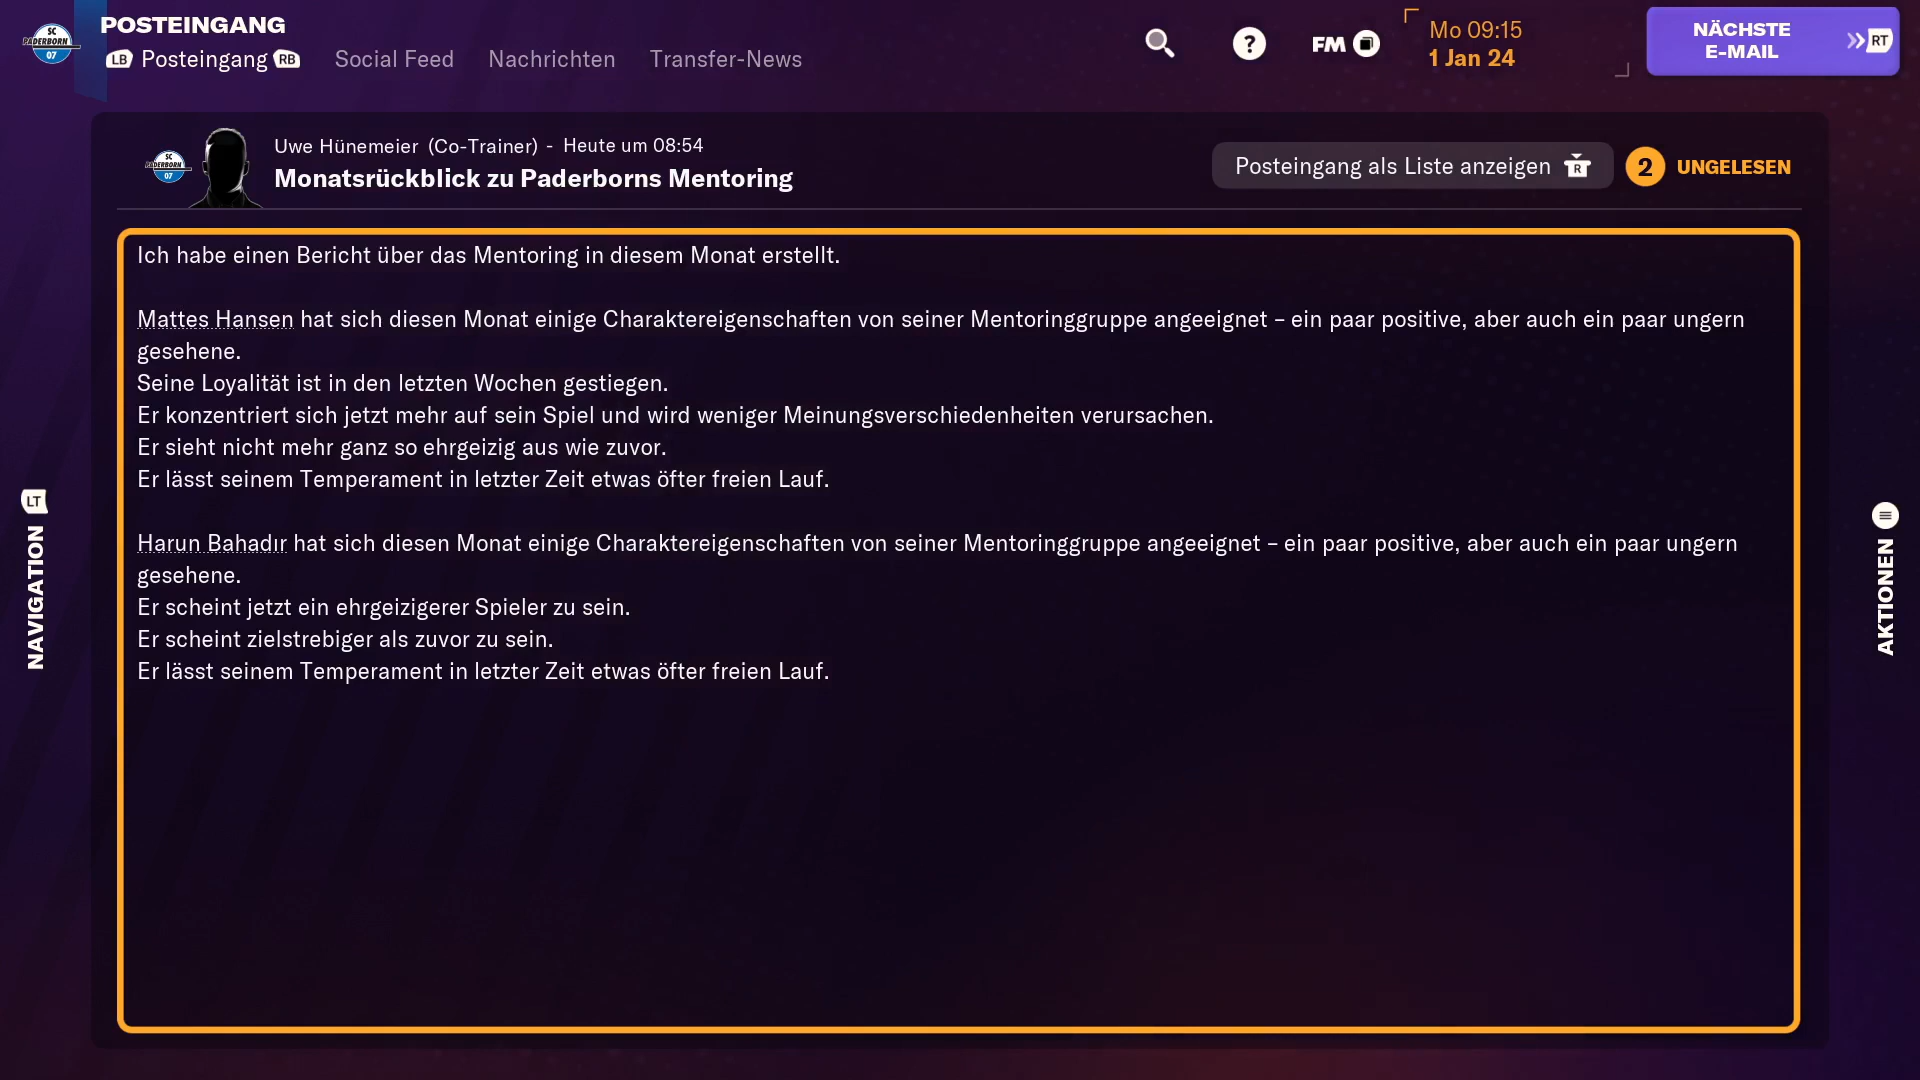 SC
PADERBORN
07
POSTEINGANG
LB Posteingang RB Social Feed Nachrichten Transfer-News
?
FM
Mo 09:15
1 Jan 24
NÄCHSTE
E-MAIL
RT
SC
PADERBORN
07
Uwe Hünemeier (Co-Trainer) - Heute um 08:54
Monatsrückblick zu Paderborns Mentoring
Posteingang als Liste anzeigen R
2 UNGELESEN
Ich habe einen Bericht über das Mentoring in diesem Monat erstellt.
Mattes Hansen hat sich diesen Monat einige Charaktereigenschaften von seiner Mentoringgruppe angeeignet – ein paar positive, aber auch ein paar ungern
gesehene.
Seine Loyalität ist in den letzten Wochen gestiegen.
Er konzentriert sich jetzt mehr auf sein Spiel und wird weniger Meinungsverschiedenheiten verursachen.
Er sieht nicht mehr ganz so ehrgeizig aus wie zuvor.
Er lässt seinem Temperament in letzter Zeit etwas öfter freien Lauf.
Harun Bahadır hat sich diesen Monat einige Charaktereigenschaften von seiner Mentoringgruppe angeeignet – ein paar positive, aber auch ein paar ungern
gesehene.
Er scheint jetzt ein ehrgeizigerer Spieler zu sein.
Er scheint zielstrebiger als zuvor zu sein.
Er lässt seinem Temperament in letzter Zeit etwas öfter freien Lauf.
LT
NAVIGATION
AKTIONEN